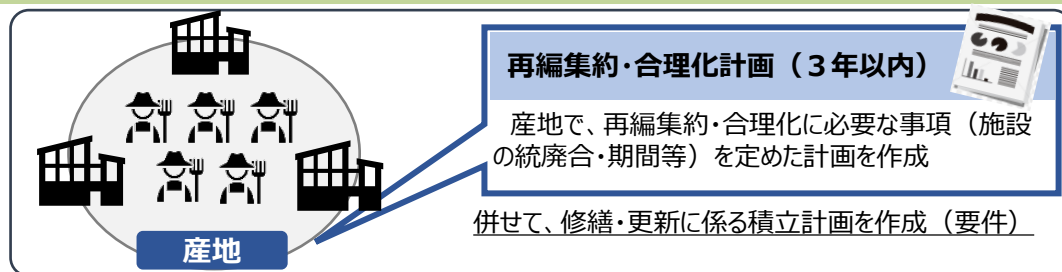 再編集約・合理化計画（３年以内）
産地で、再編集約・合理化に必要な事項（施設
の統廃合・期間等）を定めた計画を作成
併せて、修繕・更新に係る積立計画を作成（要件）
産地